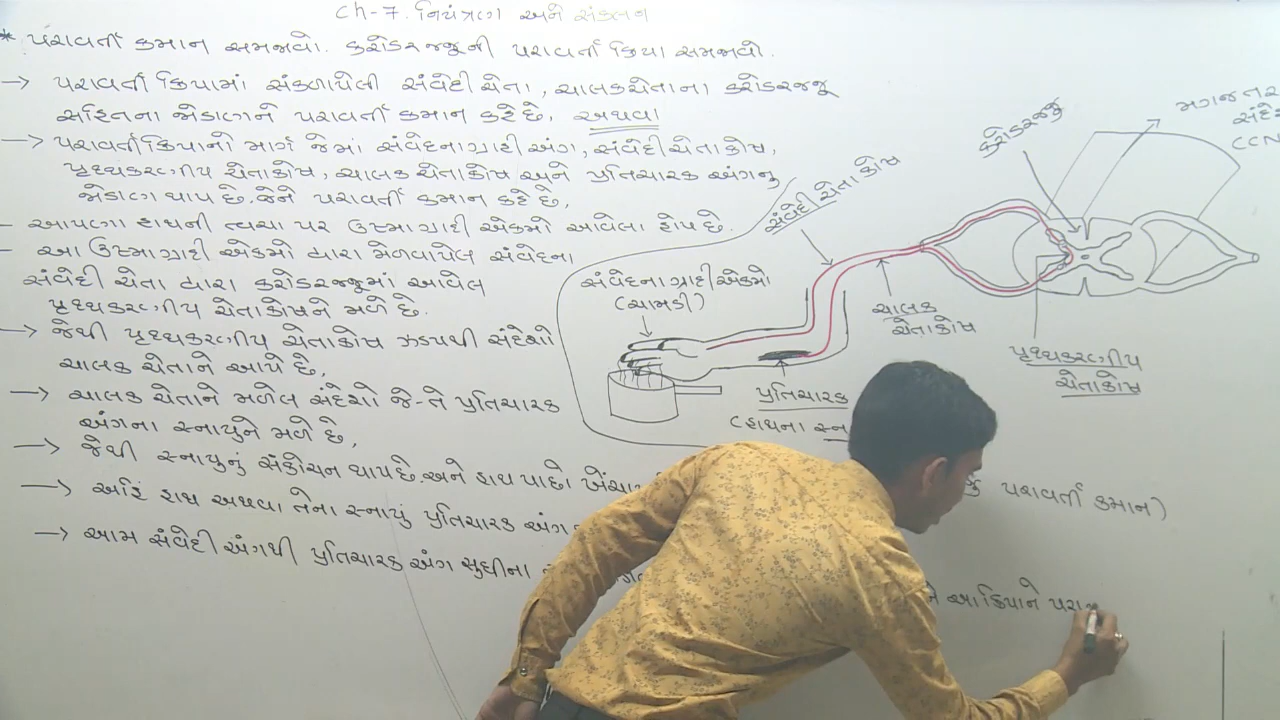 Ch-7. નિયંત્રણ અને સંકલન
* પરાવર્તી કમાન સમજાવો. કરોડરજ્જુની પરાવર્તી ક્રિયા સમજાવો.
→ પરાવર્તી ક્રિયામાં સંકળાયેલી સંવેદી ચેતા, ચાલકચેતાના કરોડરજ્જુ
સહિતના જોડાણને પરાવર્તી કમાન કહે છે. અથવા
→ પરાવર્તીક્રિયાનો માર્ગ જેમાં સંવેદનાગ્રાહી અંગ, સંવેદીચેતાકોષ,
પૃથ્થકરણીય ચેતાકોષ, ચાલક ચેતાકોષ અને પ્રતિચારક અંગનું
જોડાણ થાય છે. જેને પરાવર્તી કમાન કહે છે,
- આપણા હાથની ત્વચા પર ઉષ્માગ્રાહી એકમો આવેલા હોય છે.
- આ ઉષ્માગ્રાહી એકમો દ્વારા મેળવાયેલ સંવેદના
સંવેદી ચેતા દ્વારા કરોડરજ્જુમાં આવેલ
પૃથ્થકરણીય ચેતાકોષને મળે છે.
→ જેથી પૃથ્થકરણીય ચેતાકોષ ઝડપથી સંદેશો
ચાલક ચેતાને આપે છે,
→ ચાલક ચેતાને મળેલ સંદેશો જે-તે પ્રતિચારક
અંગના સ્નાયુને મળે છે,
→ જેથી સ્નાયુનું સંકોચન થાય છે. અને હાથ પાછો
→ અહિં હાથ અથવા તેના સ્નાયું પ્રતિચારક અંગ
→ આમ સંવેદી અંગથી પ્રતિચારક અંગ સુધીના
આ ક્રિયાને
પરાવર્તી કમાન)
સંવેદી ચેતાકોષ
સંવેદનાગ્રાહી એકમો
(ચામડી)
ચાલક
ચેતાકોષ
પ્રતિચારક
(હાથના
કરોડરજ્જુ
મગજ તરફ
પૃથ્થકરણીય
ચેતાકોષ